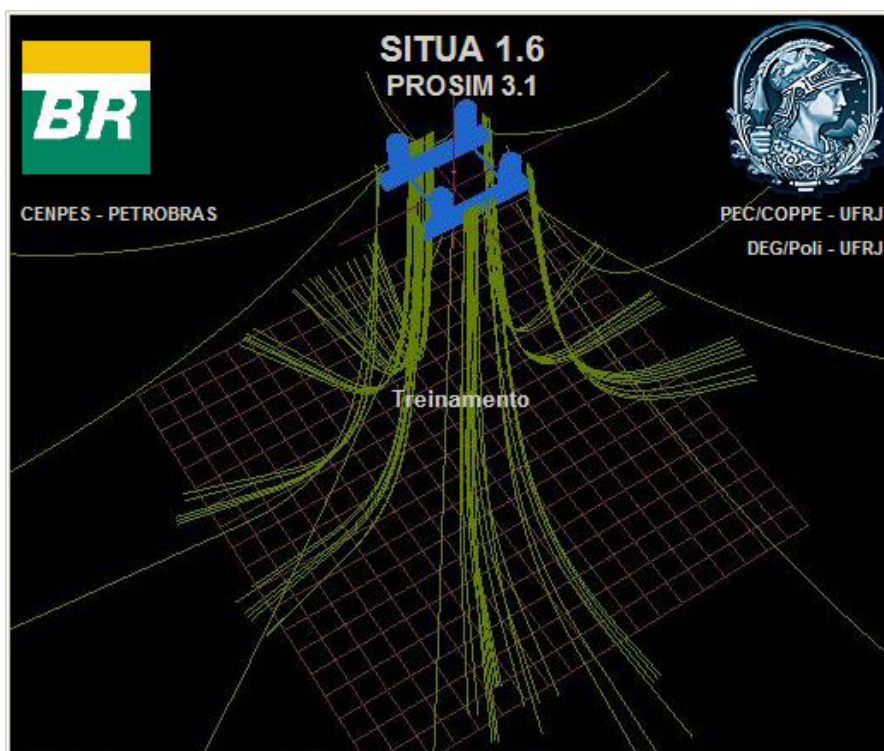 SITUA 1.6
PROSIM 3.1
BR
CENPES - PETROBRAS
PEC/COPPE - UFRJ
DEG/Poli - UFRJ
Treinamento